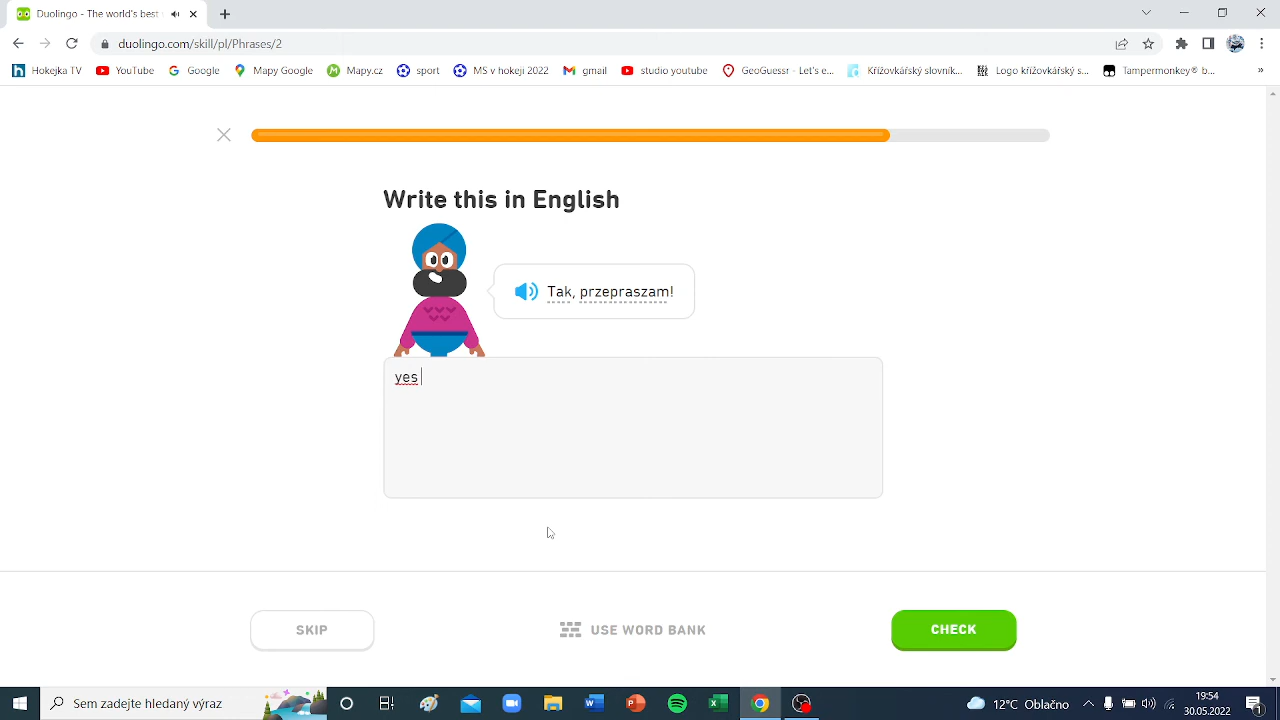 Duolingo - The world's best
duolingo.com/skill/pl/Phrases/2
Hokejka TV YouTube Google Mapy Google Mapy.cz sport MS v hokeji 2022 gmail studio youtube GeoGuessr - Let's e... Křížovkářský slovník... Logo křížovkářský s... Tampermonkey® b... »
Write this in English
Tak, przepraszam!
yes
SKIP
USE WORD BANK
CHECK
Sem zadejte hledaný výraz
12°C Oblačno
19:54
30.05.2022